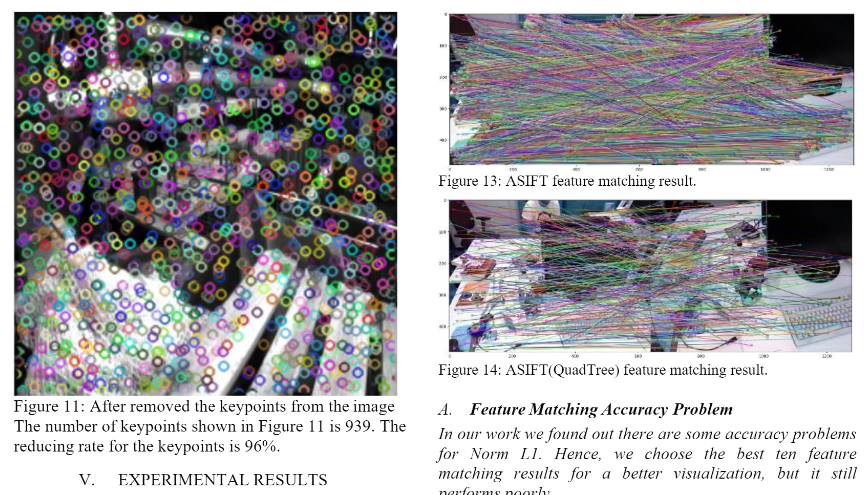 Figure 11: After removed the keypoints from the image
The number of keypoints shown in Figure 11 is 939. The
reducing rate for the keypoints is 96%.
V. EXPERIMENTAL RESULTS
Figure 13: ASIFT feature matching result.
Figure 14: ASIFT(QuadTree) feature matching result.
A. Feature Matching Accuracy Problem
In our work we found out there are some accuracy problems
for Norm L1. Hence, we choose the best ten feature
matching results for a better visualization, but it still
performs poorly